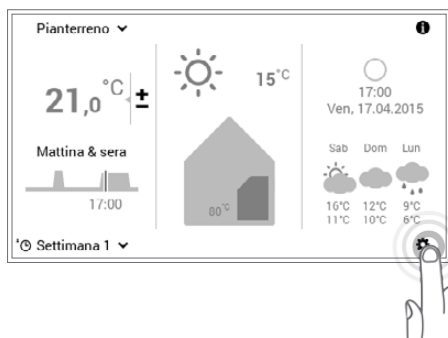 Pianterreno
21,0 °C ±
Mattina & sera
17:00
Settimana 1
15°C
80°C
17:00
Ven, 17.04.2015
Sab Dom Lun
16°C 12°C 9°C
11°C 10°C 6°C